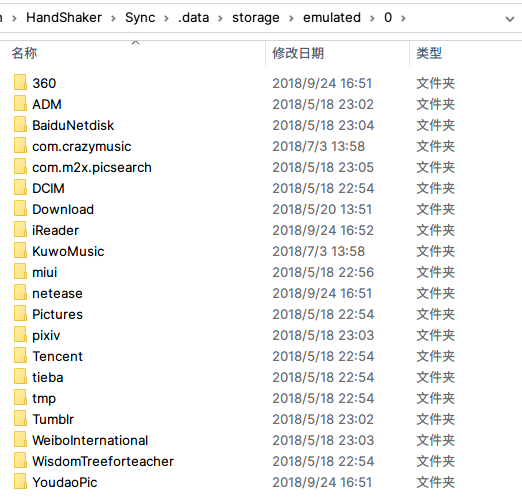 HandShaker > Sync > .data > storage > emulated > 0 >
名称 修改日期 类型
360 2018/9/24 16:51 文件夹
ADM 2018/5/18 23:02 文件夹
BaiduNetdisk 2018/5/18 23:04 文件夹
com.crazymusic 2018/7/3 13:58 文件夹
com.m2x.picsearch 2018/5/18 23:05 文件夹
DCIM 2018/5/18 22:54 文件夹
Download 2018/5/20 13:51 文件夹
iReader 2018/9/24 16:52 文件夹
KuwoMusic 2018/7/3 13:58 文件夹
miui 2018/5/18 22:56 文件夹
netease 2018/9/24 16:51 文件夹
Pictures 2018/5/18 22:54 文件夹
pixiv 2018/5/18 23:03 文件夹
Tencent 2018/5/18 22:54 文件夹
tieba 2018/5/18 22:54 文件夹
tmp 2018/5/18 22:54 文件夹
Tumblr 2018/5/18 23:02 文件夹
WeiboInternational 2018/5/18 23:03 文件夹
WisdomTreeforteacher 2018/5/18 22:54 文件夹
YoudaoPic 2018/9/24 16:51 文件夹